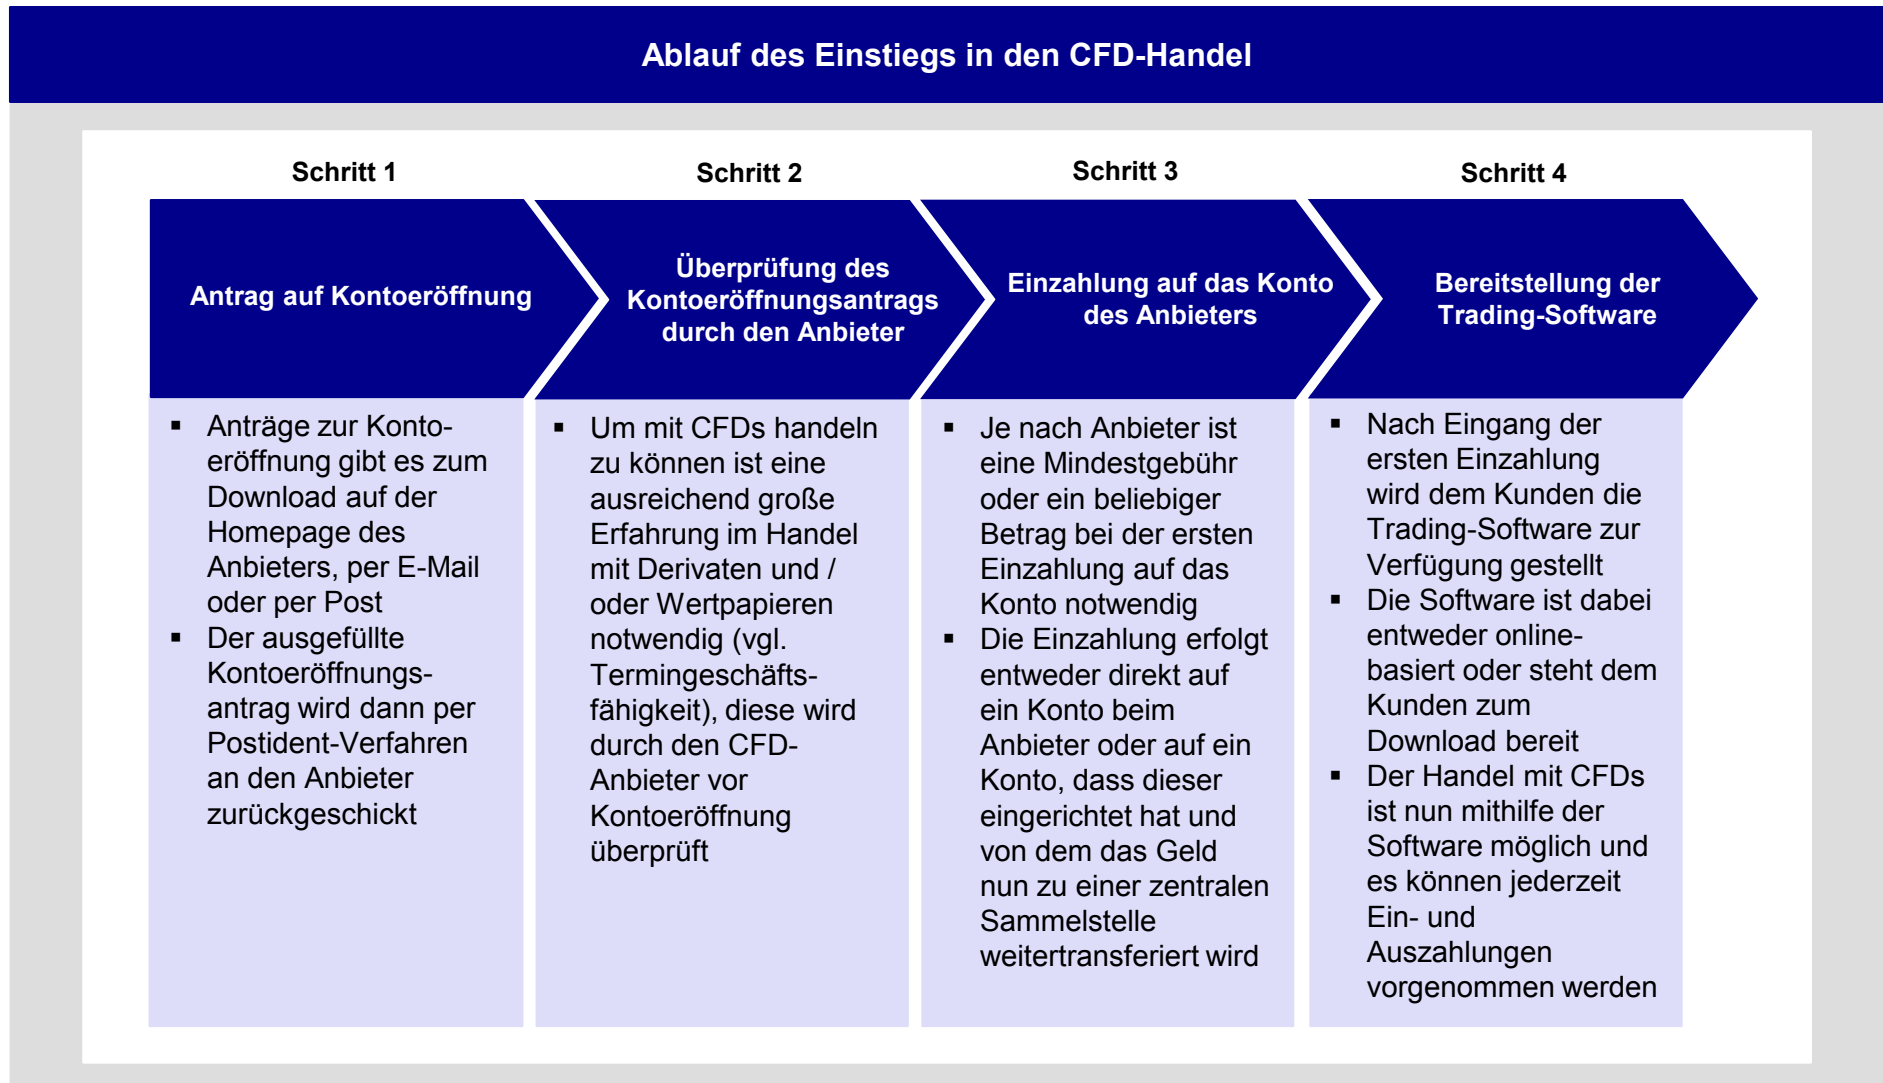 Ablauf des Einstiegs in den CFD-Handel
Schritt 1
Antrag auf Kontoeröffnung
▪ Anträge zur Konto-
eröffnung gibt es zum
Download auf der
Homepage des
Anbieters, per E-Mail
oder per Post
▪ Der ausgefüllte
Kontoeröffnungs-
antrag wird dann per
Postident-Verfahren
an den Anbieter
zurückgeschickt
Schritt 2
Überprüfung des
Kontoeröffnungsantrags
durch den Anbieter
▪ Um mit CFDs handeln
zu können ist eine
ausreichend große
Erfahrung im Handel
mit Derivaten und /
oder Wertpapieren
notwendig (vgl.
Termingeschäfts-
fähigkeit), diese wird
durch den CFD-
Anbieter vor
Kontoeröffnung
überprüft
Schritt 3
Einzahlung auf das Konto
des Anbieters
▪ Je nach Anbieter ist
eine Mindestgebühr
oder ein beliebiger
Betrag bei der ersten
Einzahlung auf das
Konto notwendig
▪ Die Einzahlung erfolgt
entweder direkt auf
ein Konto beim
Anbieter oder auf ein
Konto, dass dieser
eingerichtet hat und
von dem das Geld
nun zu einer zentralen
Sammelstelle
weitertransferiert wird
Schritt 4
Bereitstellung der
Trading-Software
▪ Nach Eingang der
ersten Einzahlung
wird dem Kunden die
Trading-Software zur
Verfügung gestellt
▪ Die Software ist dabei
entweder online-
basiert oder steht dem
Kunden zum
Download bereit
▪ Der Handel mit CFDs
ist nun mithilfe der
Software möglich und
es können jederzeit
Ein- und
Auszahlungen
vorgenommen werden